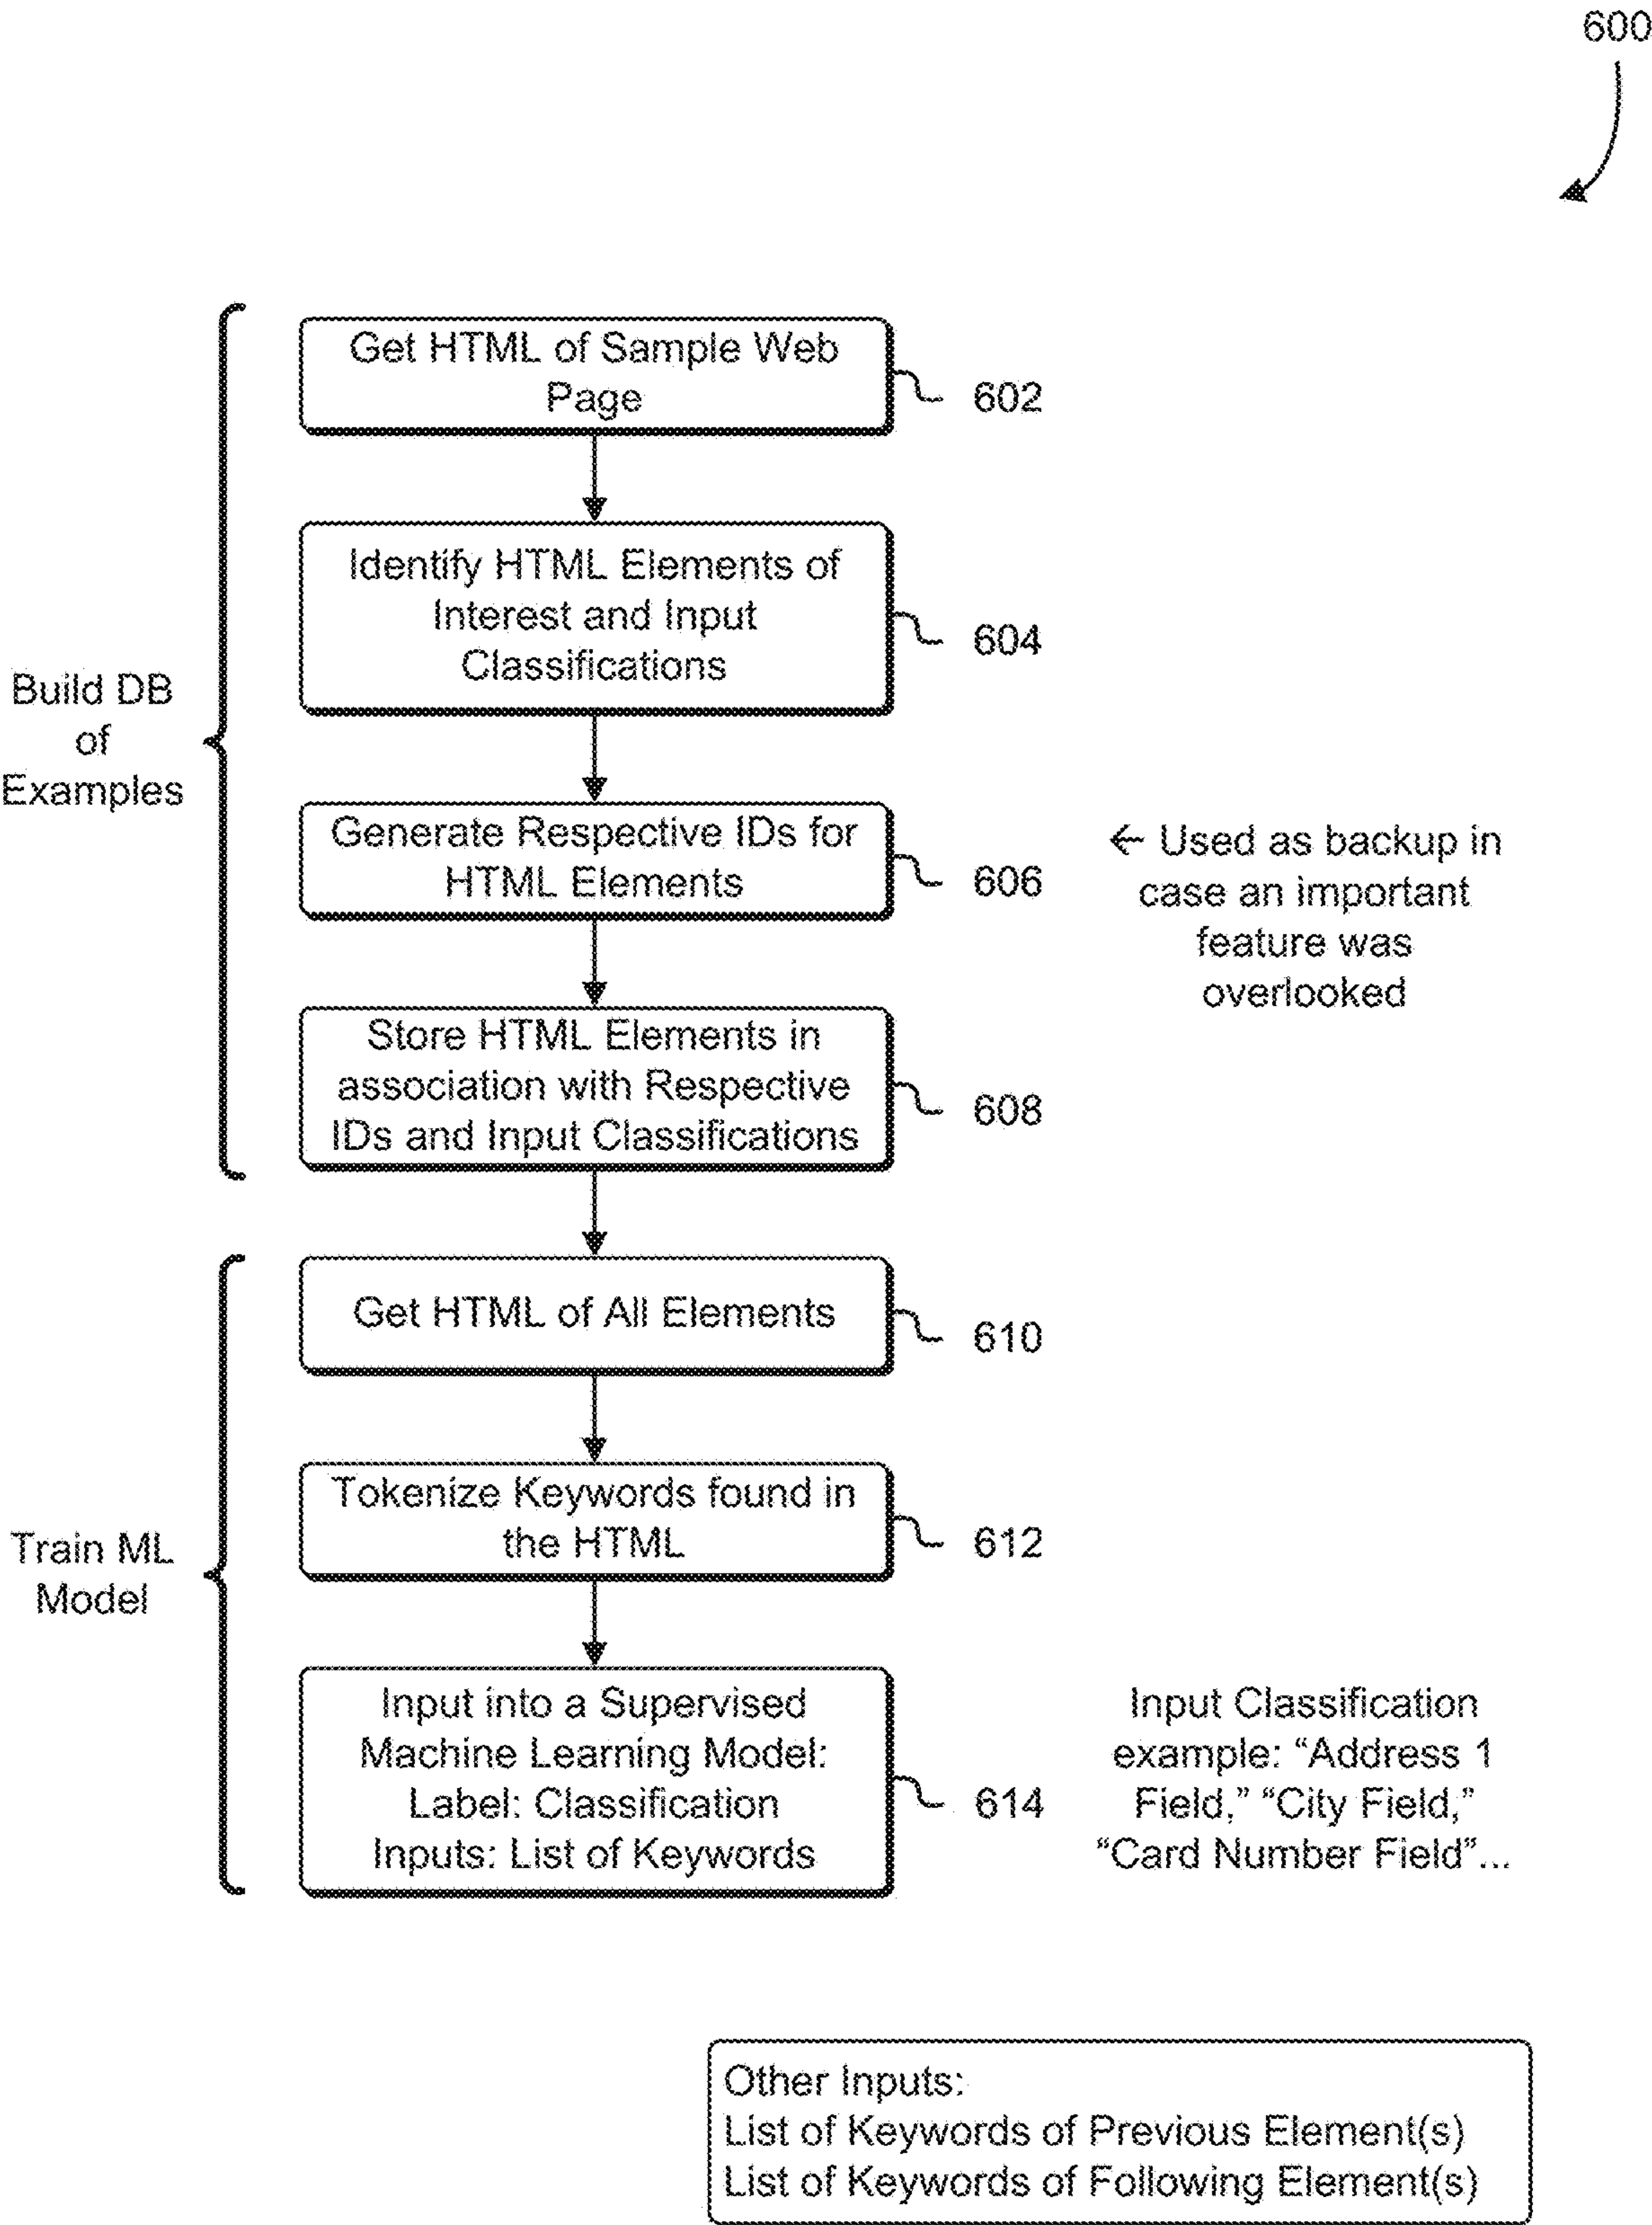 600
Get HTML of Sample Web
Page
602
Identify HTML Elements of
Interest and Input
Classifications
604
Build DB
of
Examples
Generate Respective IDs for
HTML Elements
606
← Used as backup in
case an important
feature was
overlooked
Store HTML Elements in
association with Respective
IDs and Input Classifications
608
Get HTML of All Elements
610
Tokenize Keywords found in
the HTML
612
Train ML
Model
Input into a Supervised
Machine Learning Model:
Label: Classification
Inputs: List of Keywords
614
Input Classification
example: “Address 1
Field,” “City Field,”
“Card Number Field”...
Other Inputs:
List of Keywords of Previous Element(s)
List of Keywords of Following Element(s)